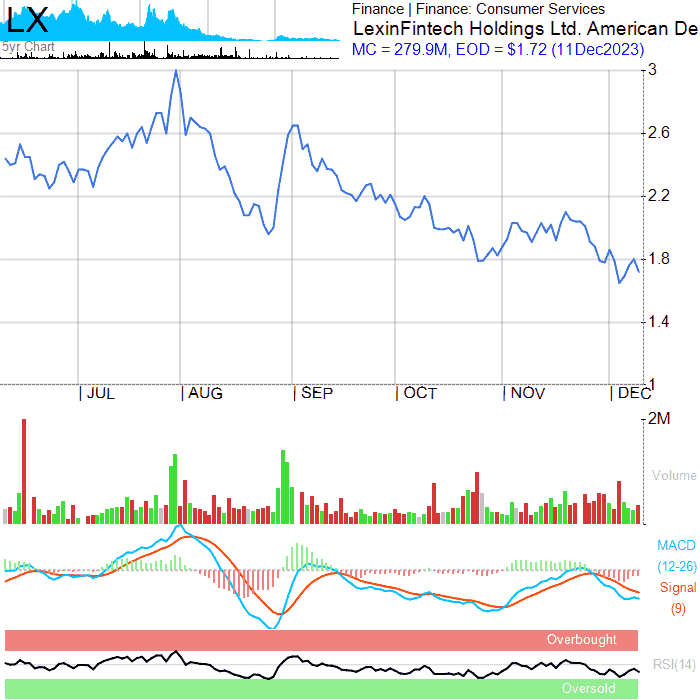 LX
5yr Chart
Finance | Finance: Consumer Services
LexinFintech Holdings Ltd. American De
MC = 279.9M, EOD = $1.72 (11Dec2023)
3
2.6
2.2
1.8
1.4
1
| JUL | AUG | SEP | OCT | NOV | DEC
2M
Volume
MACD
(12-26)
Signal
(9)
Overbought
RSI(14)
Oversold